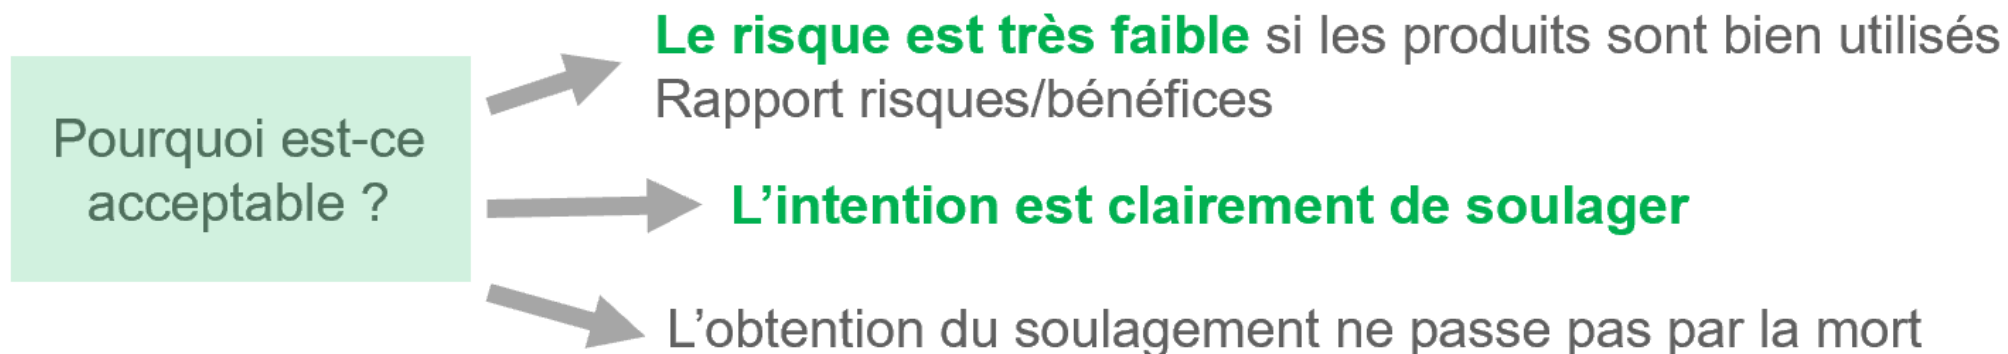 Pourquoi est-ce
acceptable ?
Le risque est très faible si les produits sont bien utilisés
Rapport risques/bénéfices
L’intention est clairement de soulager
L’obtention du soulagement ne passe pas par la mort